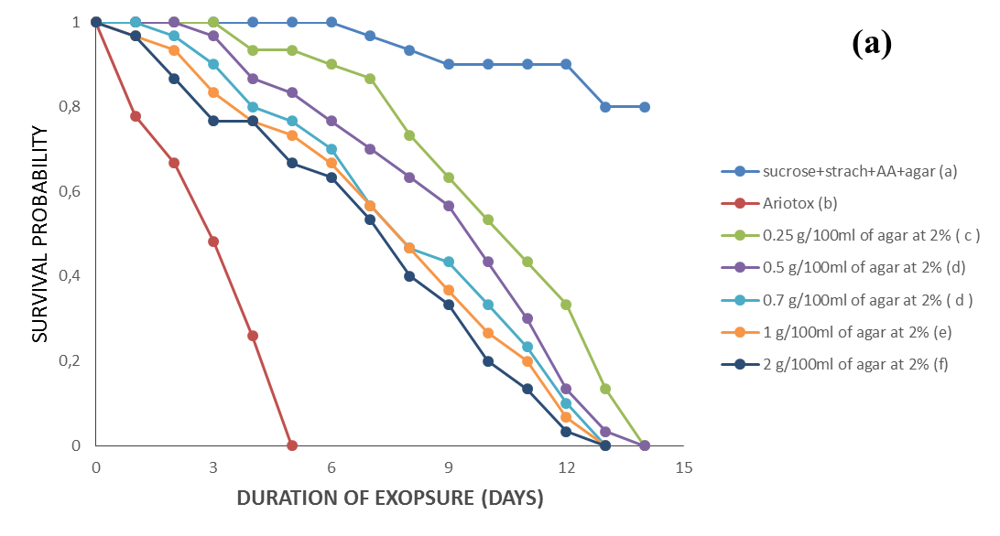 (a)
1
0,8
0,6
0,4
0,2
0
SURVIVAL PROBABILITY
0 3 6 9 12 15
DURATION OF EXOPSURE (DAYS)
sucrose+strach+AA+agar (a)
Ariotox (b)
0.25 g/100ml of agar at 2% ( c )
0.5 g/100ml of agar at 2% (d)
0.7 g/100ml of agar at 2% ( d )
1 g/100ml of agar at 2% (e)
2 g/100ml of agar at 2% (f)